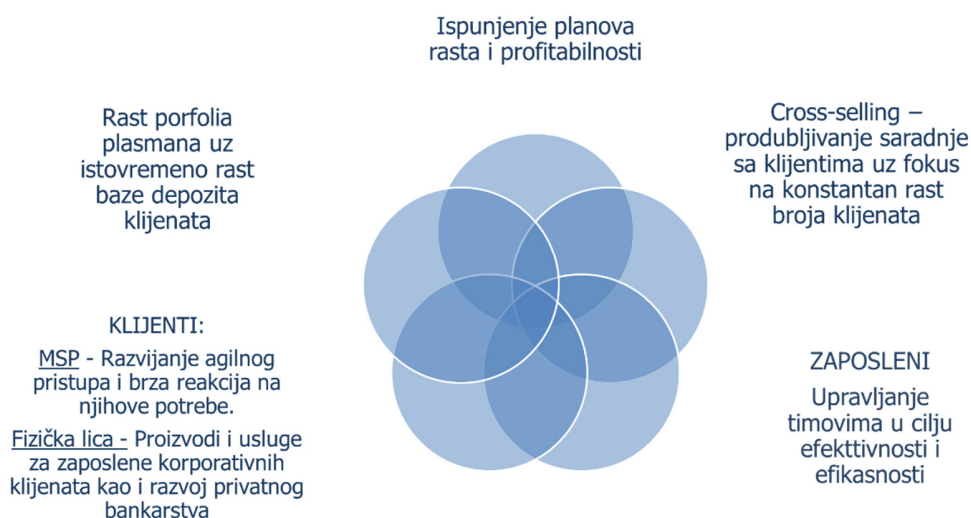 Ispunjenje planova
rasta i profitabilnosti
Rast porfolia
plasmana uz
istovremeno rast
baze depozita
klijenata
Cross-selling –
produbljivanje saradnje
sa klijentima uz fokus
na konstantan rast
broja klijenata
KLIJENTI:
MSP - Razvijanje agilnog
pristupa i brza reakcija na
njihove potrebe.
Fizička lica - Proizvodi i usluge
za zaposlene korporativnih
klijenata kao i razvoj privatnog
bankarstva
ZAPOSLENI
Upravljanje
timovima u cilju
efekttivnosti i
efikasnosti